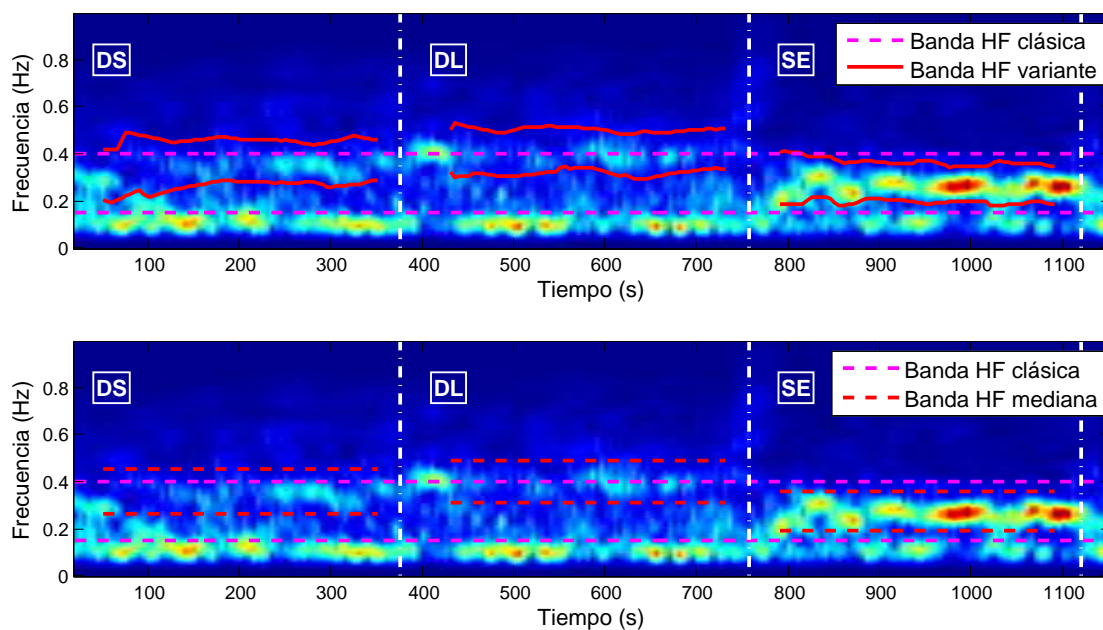 DS
DL
SE
Banda HF clásica
Banda HF variante
Frecuencia (Hz)
0.8
0.6
0.4
0.2
0
100 200 300 400 500 600 700 800 900 1000 1100
Tiempo (s)
DS
DL
SE
Banda HF clásica
Banda HF mediana
Frecuencia (Hz)
0.8
0.6
0.4
0.2
0
100 200 300 400 500 600 700 800 900 1000 1100
Tiempo (s)